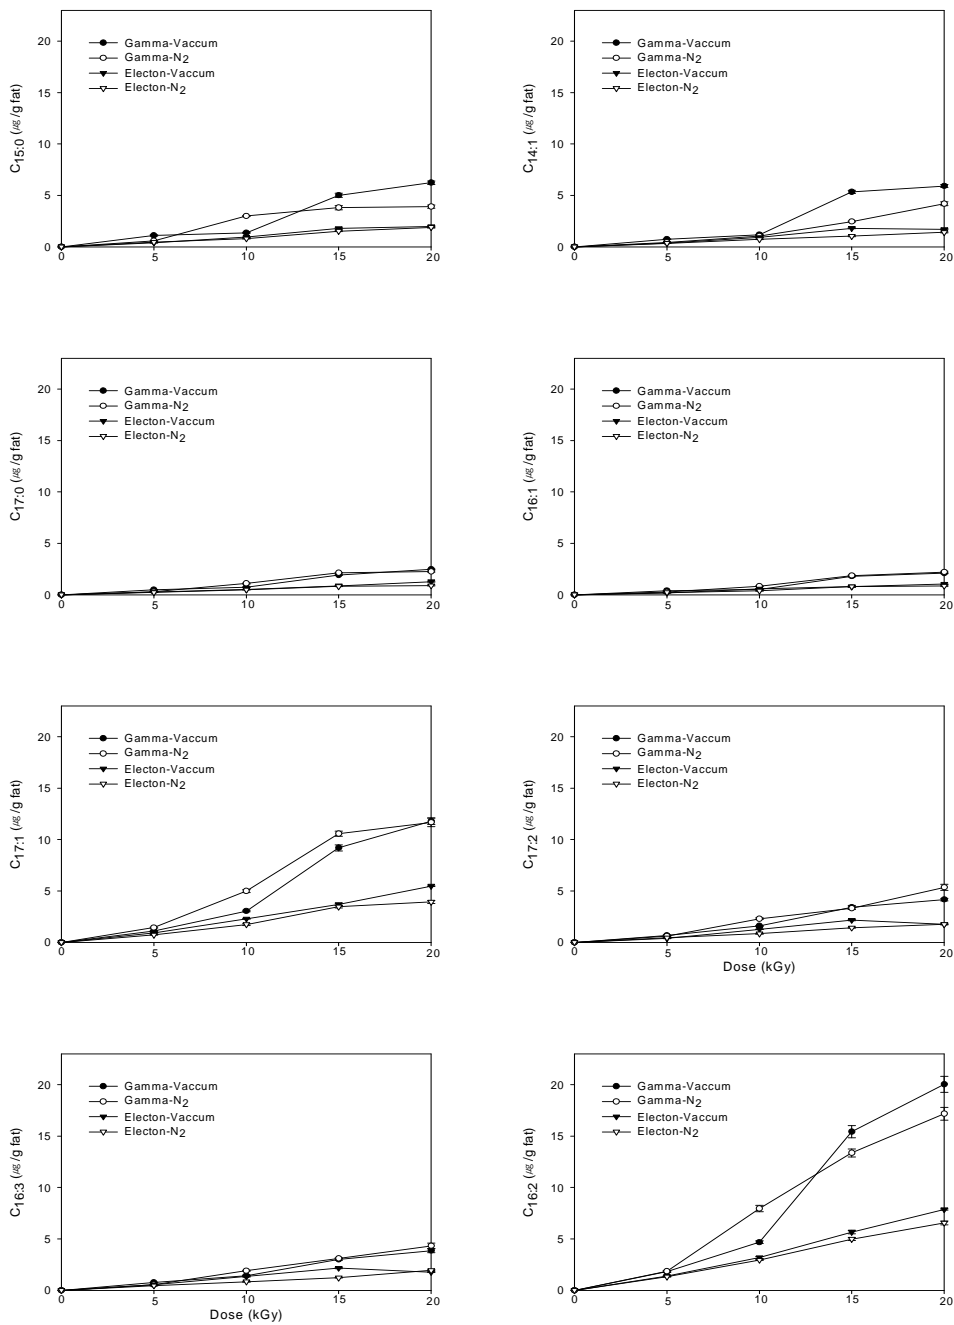 C15:0 (㎍/g fat)
20
15
10
5
0
Gamma-Vaccum
Gamma-N2
Electon-Vaccum
Electon-N2
0 5 10 15 20
C14:1 (㎍/g fat)
20
15
10
5
0
Gamma-Vaccum
Gamma-N2
Electon-Vaccum
Electon-N2
0 5 10 15 20
C17:0 (㎍/g fat)
20
15
10
5
0
Gamma-Vaccum
Gamma-N2
Electon-Vaccum
Electon-N2
0 5 10 15 20
C16:1 (㎍/g fat)
20
15
10
5
0
Gamma-Vaccum
Gamma-N2
Electon-Vaccum
Electon-N2
0 5 10 15 20
C17:1 (㎍/g fat)
20
15
10
5
0
Gamma-Vaccum
Gamma-N2
Electon-Vaccum
Electon-N2
0 5 10 15 20
C17:2 (㎍/g fat)
20
15
10
5
0
Gamma-Vaccum
Gamma-N2
Electon-Vaccum
Electon-N2
0 5 10 15 20
Dose (kGy)
C16:3 (㎍/g fat)
20
15
10
5
0
Gamma-Vaccum
Gamma-N2
Electon-Vaccum
Electon-N2
0 5 10 15 20
Dose (kGy)
C16:2 (㎍/g fat)
20
15
10
5
0
Gamma-Vaccum
Gamma-N2
Electon-Vaccum
Electon-N2
0 5 10 15 20